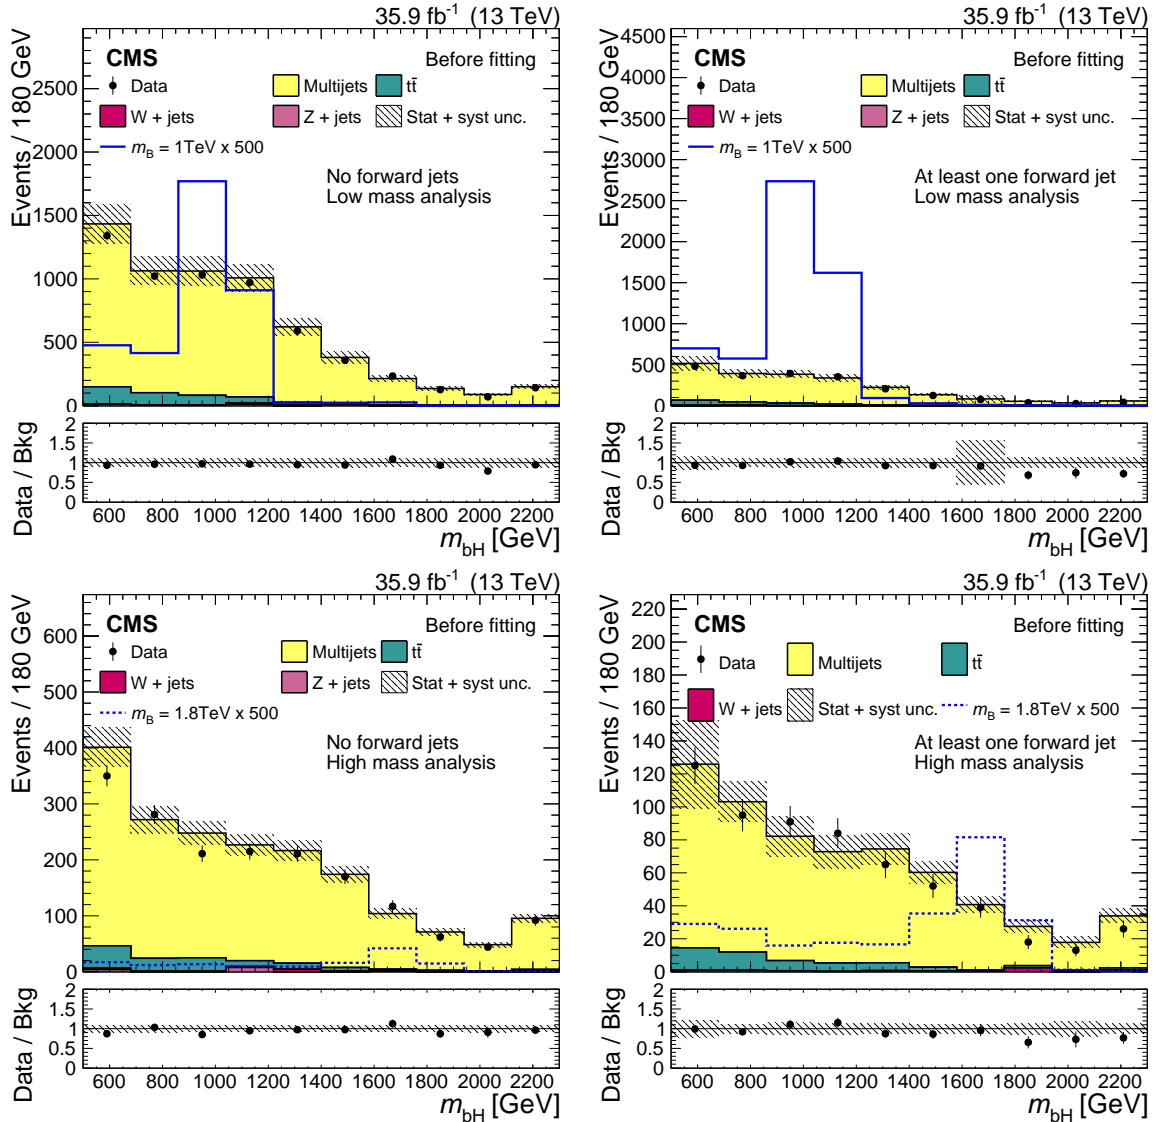 35.9 fb⁻¹ (13 TeV)
CMS
Before fitting
Data
Multijets
tt̄
W + jets
Z + jets
Stat + syst unc.
m_B = 1TeV x 500
No forward jets
Low mass analysis
Events / 180 GeV
0
500
1000
1500
2000
2500
Data / Bkg
0
0.5
1
1.5
2
600 800 1000 1200 1400 1600 1800 2000 2200
m_bH [GeV]
35.9 fb⁻¹ (13 TeV)
CMS
Before fitting
Data
Multijets
tt̄
W + jets
Z + jets
Stat + syst unc.
m_B = 1TeV x 500
At least one forward jet
Low mass analysis
Events / 180 GeV
0
500
1000
1500
2000
2500
3000
3500
4000
4500
Data / Bkg
0
0.5
1
1.5
2
600 800 1000 1200 1400 1600 1800 2000 2200
m_bH [GeV]
35.9 fb⁻¹ (13 TeV)
CMS
Before fitting
Data
Multijets
tt̄
W + jets
Z + jets
Stat + syst unc.
m_B = 1.8TeV x 500
No forward jets
High mass analysis
Events / 180 GeV
0
100
200
300
400
500
600
Data / Bkg
0
0.5
1
1.5
2
600 800 1000 1200 1400 1600 1800 2000 2200
m_bH [GeV]
35.9 fb⁻¹ (13 TeV)
CMS
Before fitting
Data
Multijets
tt̄
W + jets
Stat + syst unc.
m_B = 1.8TeV x 500
At least one forward jet
High mass analysis
Events / 180 GeV
0
20
40
60
80
100
120
140
160
180
200
220
Data / Bkg
0
0.5
1
1.5
2
600 800 1000 1200 1400 1600 1800 2000 2200
m_bH [GeV]